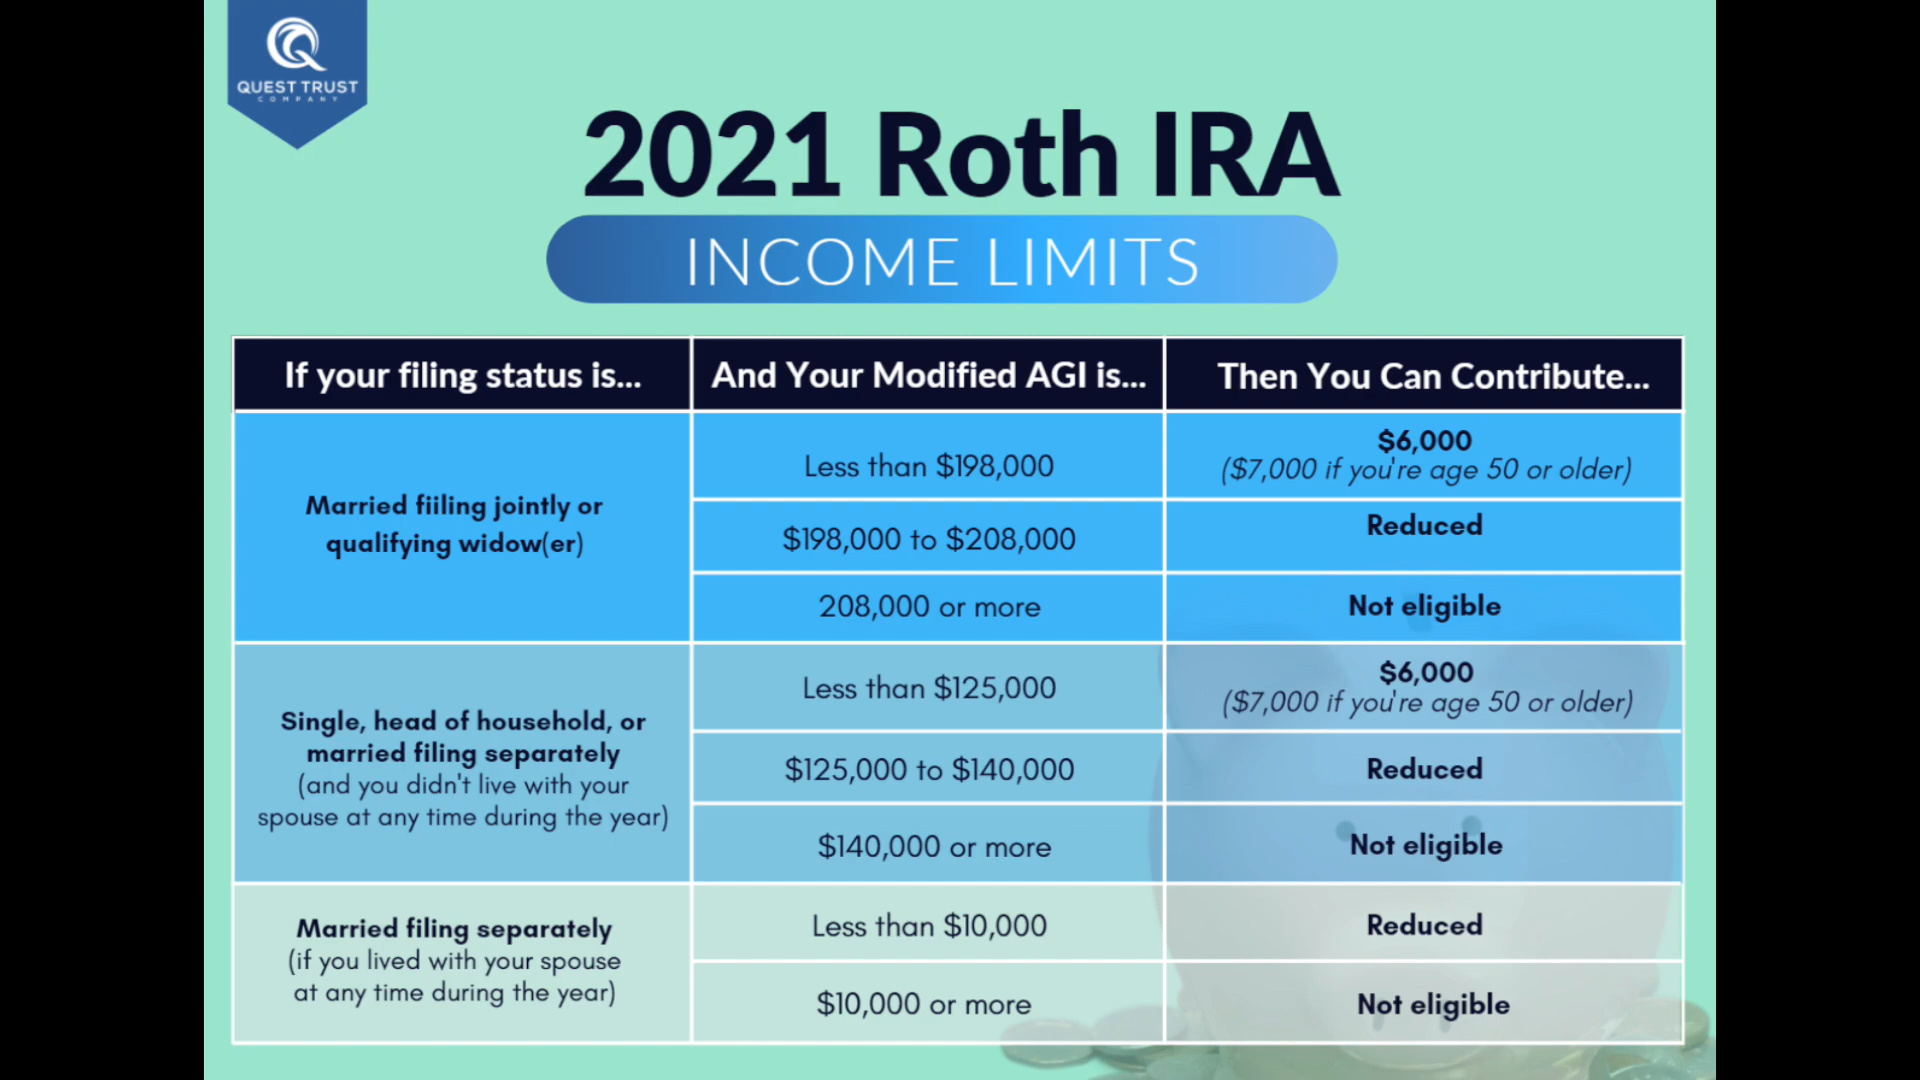 QUEST TRUST
COMPANY
2021 Roth IRA
INCOME LIMITS
If your filing status is...
And Your Modified AGI is...
Then You Can Contribute...
Married fiiling jointly or
qualifying widow(er)
Less than $198,000
$6,000
($7,000 if you're age 50 or older)
$198,000 to $208,000
Reduced
208,000 or more
Not eligible
Single, head of household, or
married filing separately
(and you didn't live with your
spouse at any time during the year)
Less than $125,000
$6,000
($7,000 if you're age 50 or older)
$125,000 to $140,000
Reduced
$140,000 or more
Not eligible
Married filing separately
(if you lived with your spouse
at any time during the year)
Less than $10,000
Reduced
$10,000 or more
Not eligible